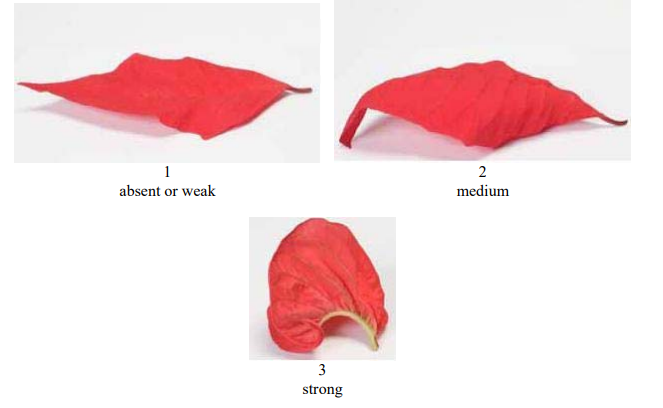 1
absent or weak
2
medium
3
strong